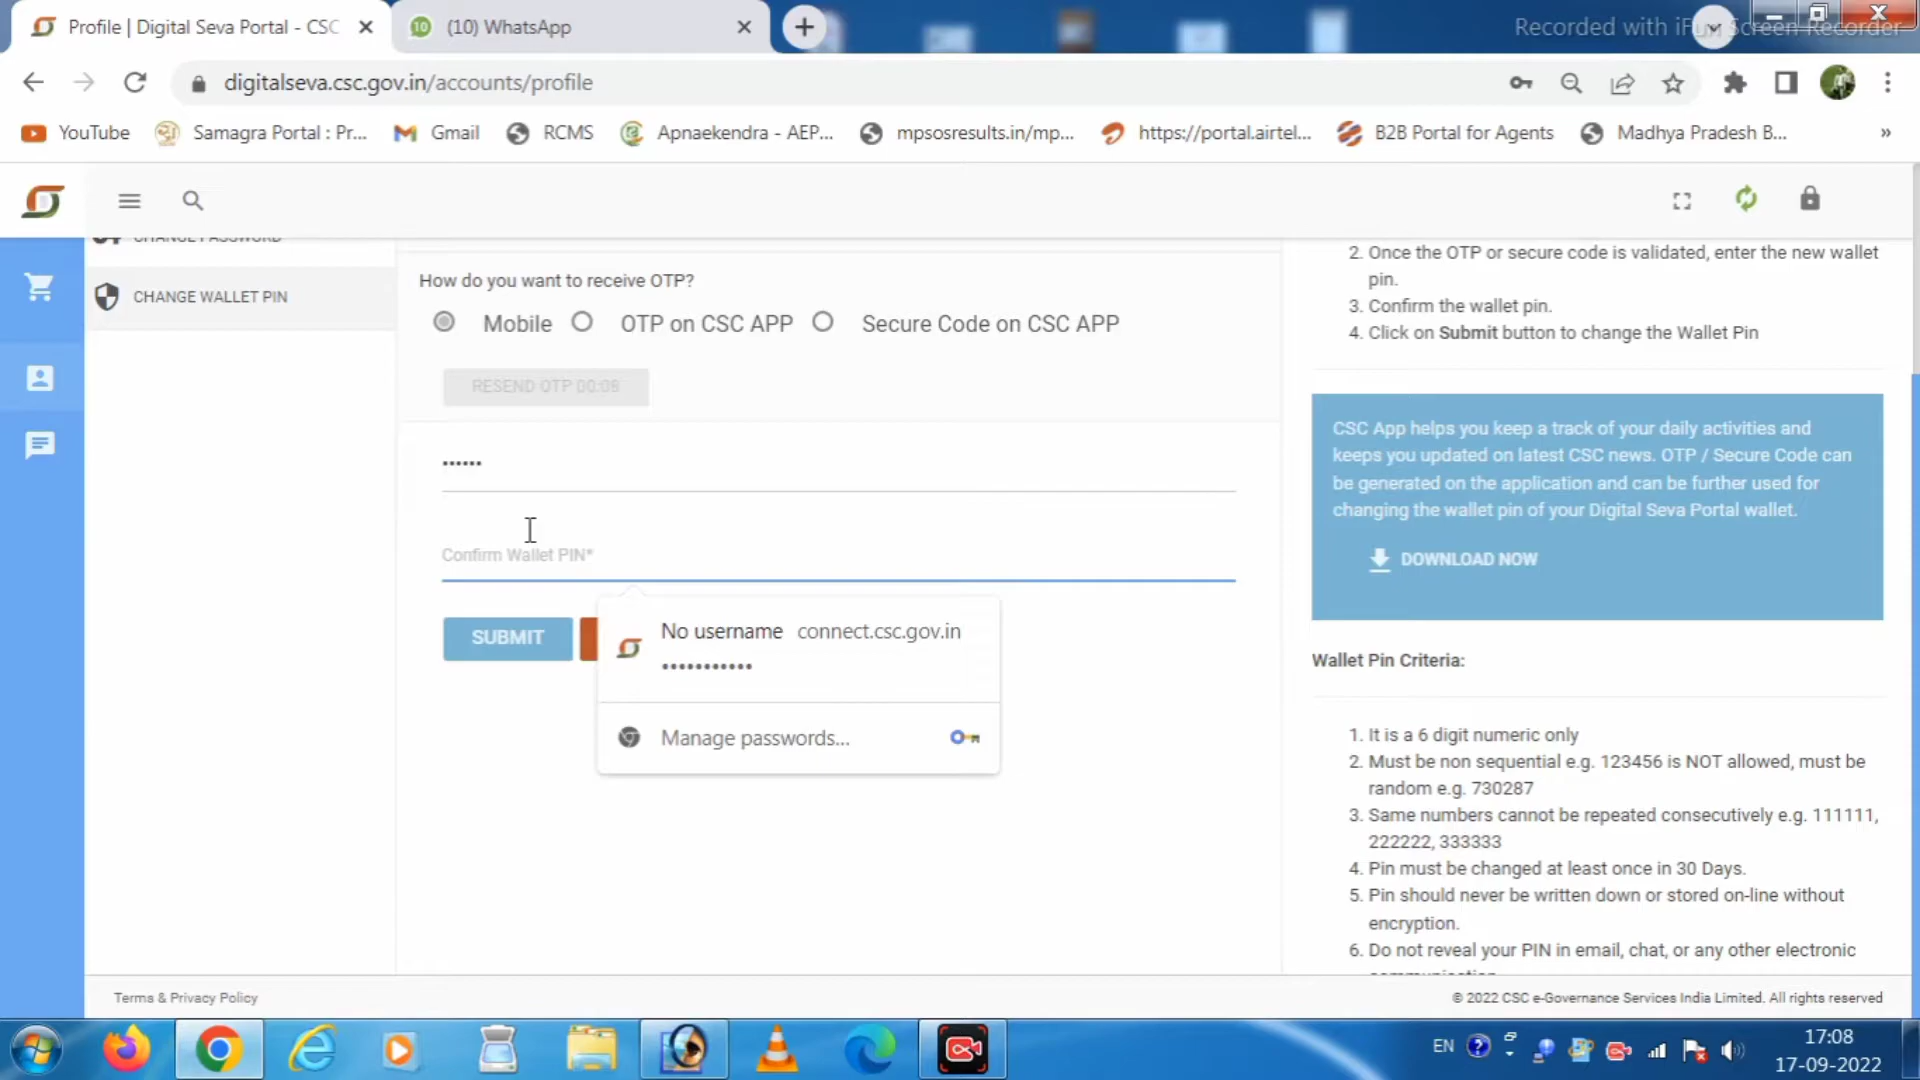 Profile | Digital Seva Portal - CSC
(10) WhatsApp
Recorded with iFun Screen Recorder
digitalseva.csc.gov.in/accounts/profile
YouTube
Samagra Portal : Pr...
Gmail
RCMS
Apnaekendra - AEP...
mpsosresults.in/mp...
https://portal.airtel...
B2B Portal for Agents
Madhya Pradesh B...
»
CHANGE PASSWORD
CHANGE WALLET PIN
How do you want to receive OTP?
Mobile
OTP on CSC APP
Secure Code on CSC APP
RESEND OTP 00:08
••••••
Confirm Wallet PIN*
SUBMIT
No username connect.csc.gov.in
•••••••••••
Manage passwords...
2. Once the OTP or secure code is validated, enter the new wallet
pin.
3. Confirm the wallet pin.
4. Click on Submit button to change the Wallet Pin
CSC App helps you keep a track of your daily activities and
keeps you updated on latest CSC news. OTP / Secure Code can
be generated on the application and can be further used for
changing the wallet pin of your Digital Seva Portal wallet.
DOWNLOAD NOW
Wallet Pin Criteria:
1. It is a 6 digit numeric only
2. Must be non sequential e.g. 123456 is NOT allowed, must be
random e.g. 730287
3. Same numbers cannot be repeated consecutively e.g. 111111,
222222, 333333
4. Pin must be changed at least once in 30 Days.
5. Pin should never be written down or stored on-line without
encryption.
6. Do not reveal your PIN in email, chat, or any other electronic
communication
Terms & Privacy Policy
© 2022 CSC e-Governance Services India Limited. All rights reserved
EN
17:08
17-09-2022